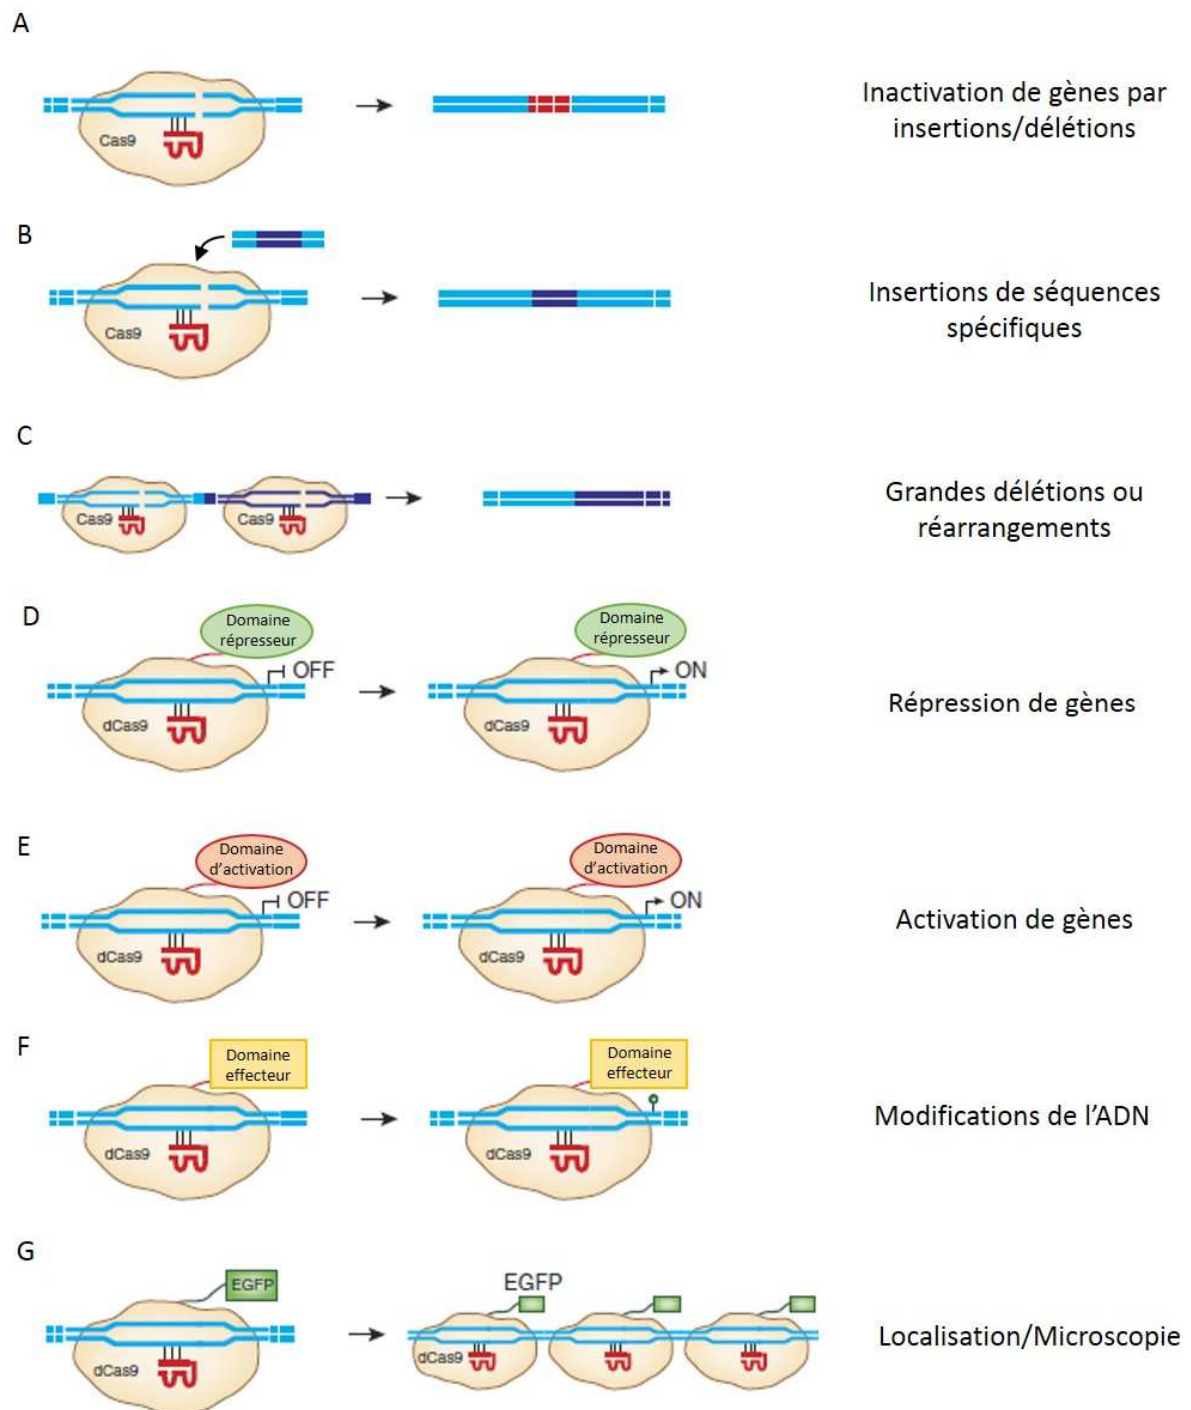 A
Cas9
Inactivation de gènes par
insertions/délétions
B
Cas9
Insertions de séquences
spécifiques
C
Cas9
Cas9
Grandes délétions ou
réarrangements
D
Domaine
répresseur
OFF
dCas9
Domaine
répresseur
ON
dCas9
Répression de gènes
E
Domaine
d'activation
OFF
dCas9
Domaine
d'activation
ON
dCas9
Activation de gènes
F
Domaine
effecteur
dCas9
Domaine
effecteur
dCas9
Modifications de l'ADN
G
EGFP
dCas9
EGFP
dCas9
Localisation/Microscopie